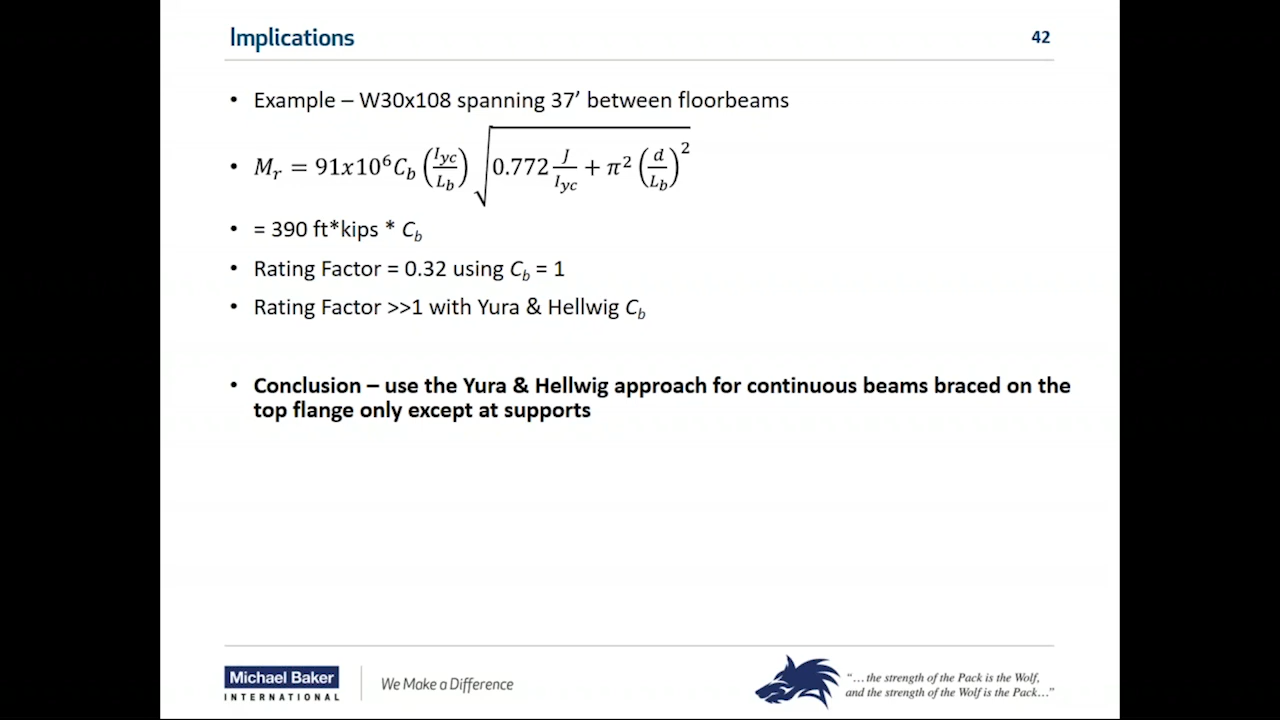 Implications
42
• Example – W30x108 spanning 37’ between floorbeams
• M_r = 91x10^6 C_b (I_yc/L_b) √(0.772 J/I_yc + π^2 (d/L_b)^2)
• = 390 ft*kips * C_b
• Rating Factor = 0.32 using C_b = 1
• Rating Factor >>1 with Yura & Hellwig C_b
• Conclusion – use the Yura & Hellwig approach for continuous beams braced on the
top flange only except at supports
Michael Baker
INTERNATIONAL
We Make a Difference
“…the strength of the Pack is the Wolf,
and the strength of the Wolf is the Pack…”